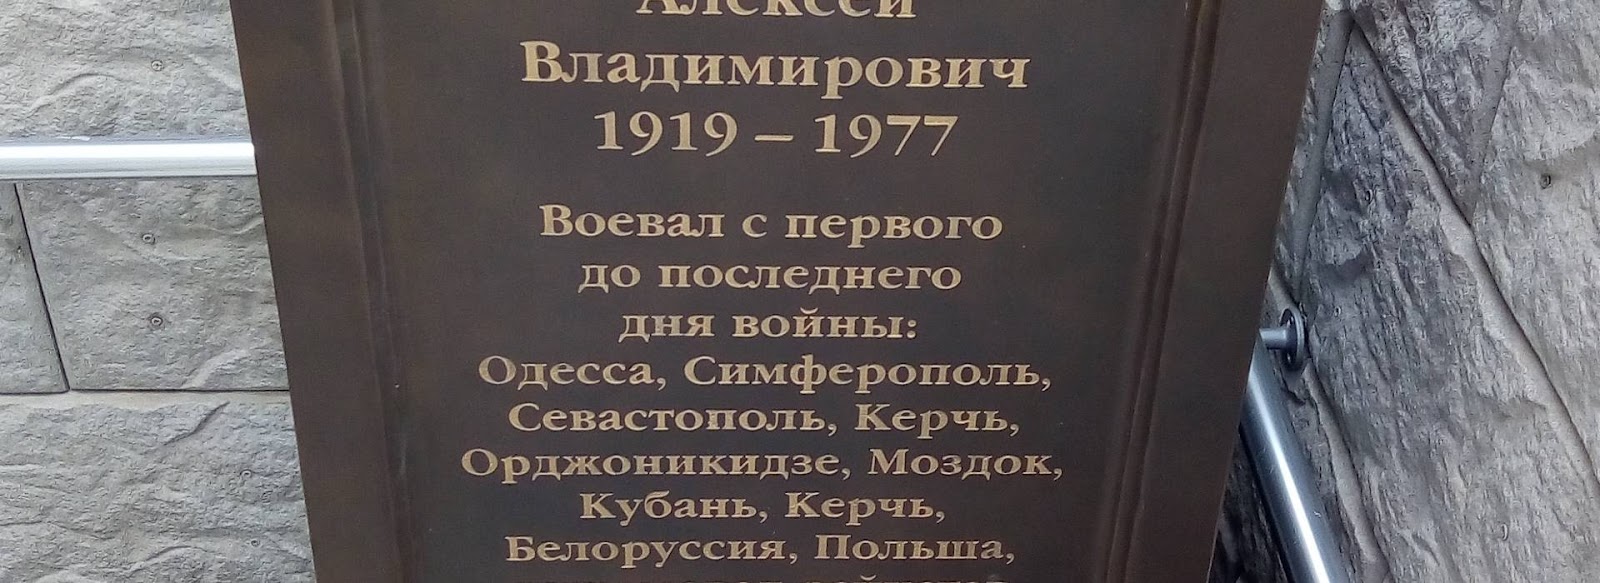 Алексей
Владимирович
1919 – 1977
Воевал с первого
до последнего
дня войны:
Одесса, Симферополь,
Севастополь, Керчь,
Орджоникидзе, Моздок,
Кубань, Керчь,
Белоруссия, Польша,